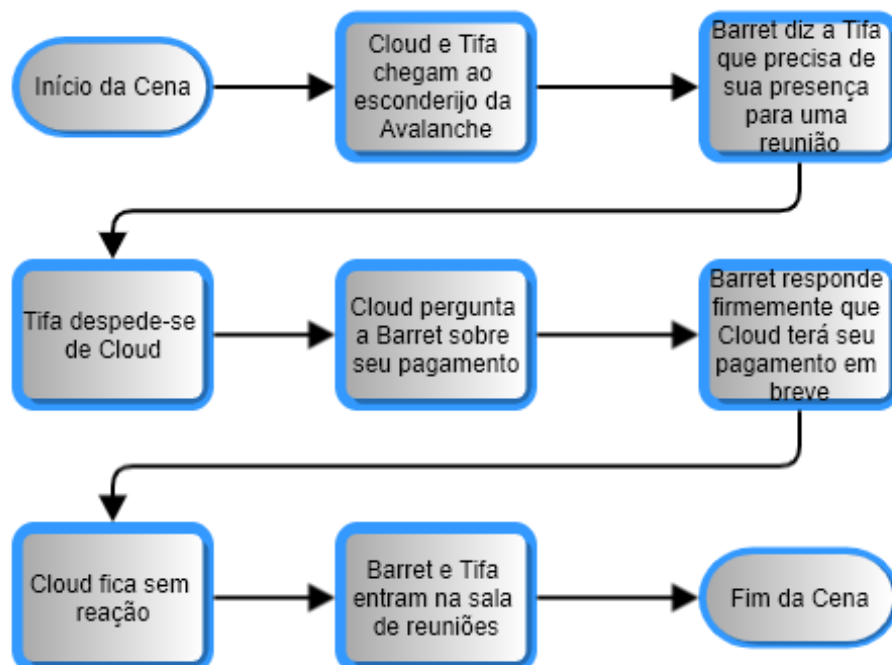 Início da Cena
Cloud e Tifa
chegam ao
esconderijo da
Avalanche
Barret diz a Tifa
que precisa de
sua presença
para uma
reunião
Tifa despede-se
de Cloud
Cloud pergunta
a Barret sobre
seu pagamento
Barret responde
firmemente que
Cloud terá seu
pagamento em
breve
Cloud fica sem
reação
Barret e Tifa
entram na sala
de reuniões
Fim da Cena